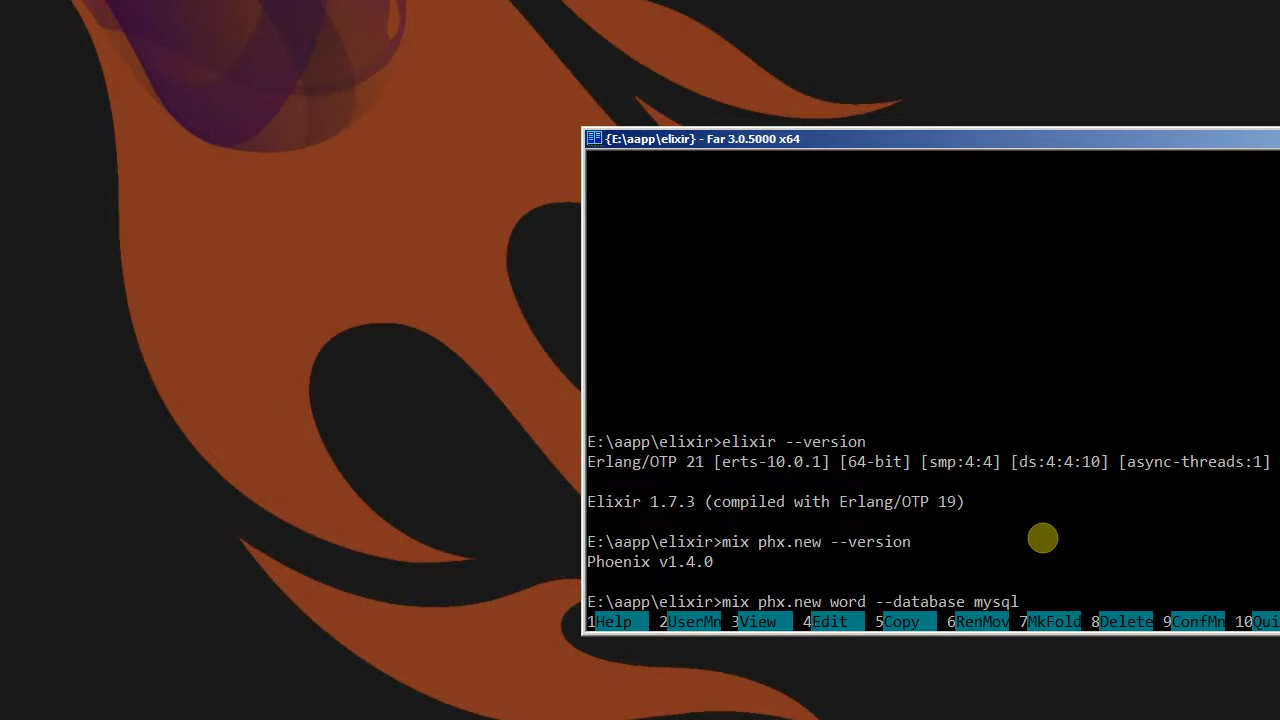 {E:\aapp\elixir} - Far 3.0.5000 x64
E:\aapp\elixir>elixir --version
Erlang/OTP 21 [erts-10.0.1] [64-bit] [smp:4:4] [ds:4:4:10] [async-threads:1]
Elixir 1.7.3 (compiled with Erlang/OTP 19)
E:\aapp\elixir>mix phx.new --version
Phoenix v1.4.0
E:\aapp\elixir>mix phx.new word --database mysql
1Help 2UserMn 3View 4Edit 5Copy 6RenMov 7MkFold 8Delete 9ConfMn 10Qui